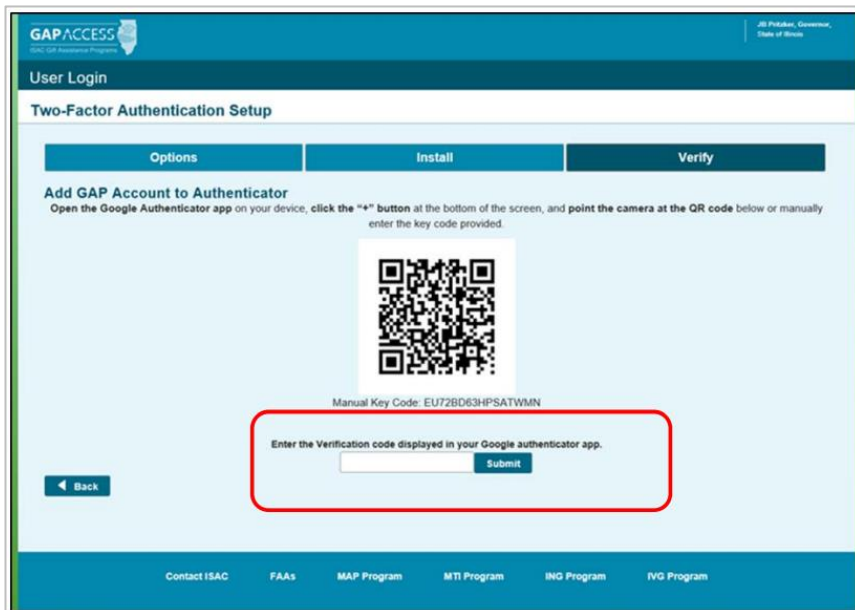 GAP ACCESS
ISAC Gift Assistance Programs
JB Pritzker, Governor,
State of Illinois
User Login
Two-Factor Authentication Setup
Options
Install
Verify
Add GAP Account to Authenticator
Open the Google Authenticator app on your device, click the “+” button at the bottom of the screen, and point the camera at the QR code below or manually
enter the key code provided.
Manual Key Code: EU72BD63HPSATWMN
Enter the Verification code displayed in your Google authenticator app.
Submit
Back
Contact ISAC
FAAs
MAP Program
MTI Program
ING Program
IVG Program